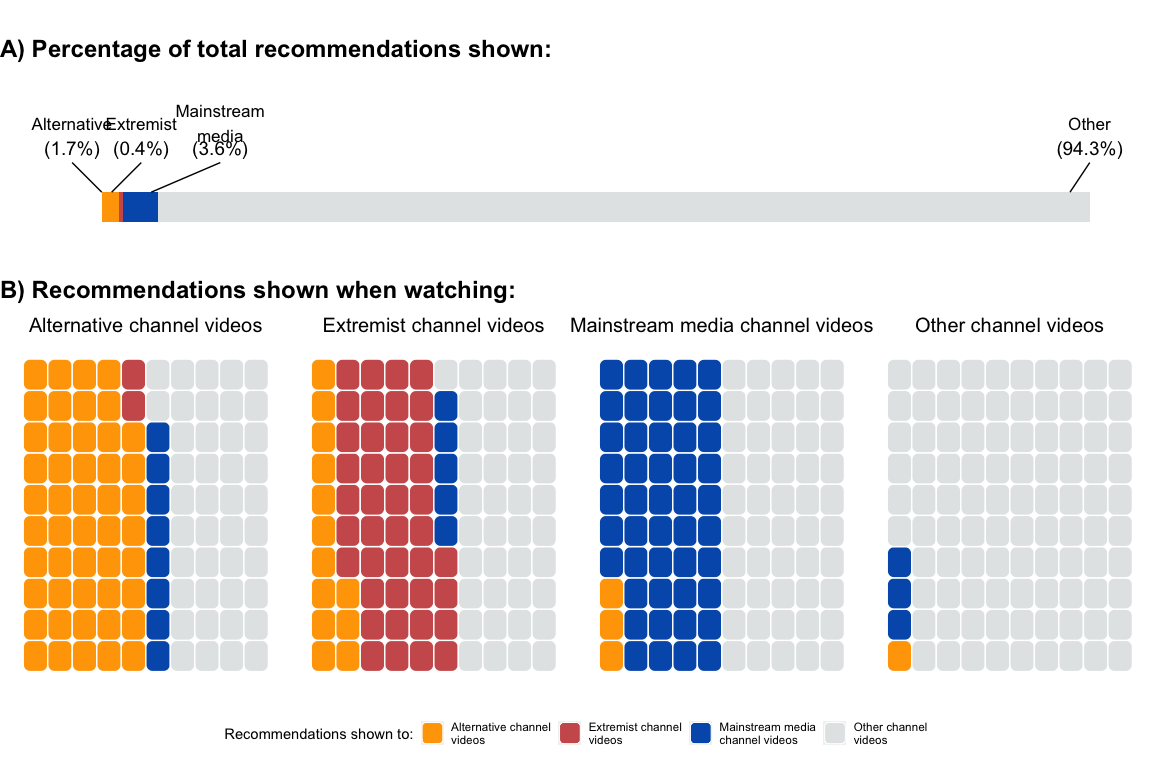 A) Percentage of total recommendations shown:
Mainstream
Alternative Extremist media Other
(1.7%) (0.4%) (3.6%) (94.3%)
B) Recommendations shown when watching:
Alternative channel videos Extremist channel videos Mainstream media channel videos Other channel videos
Recommendations shown to:
Alternative channel
videos
Extremist channel
videos
Mainstream media
channel videos
Other channel
videos